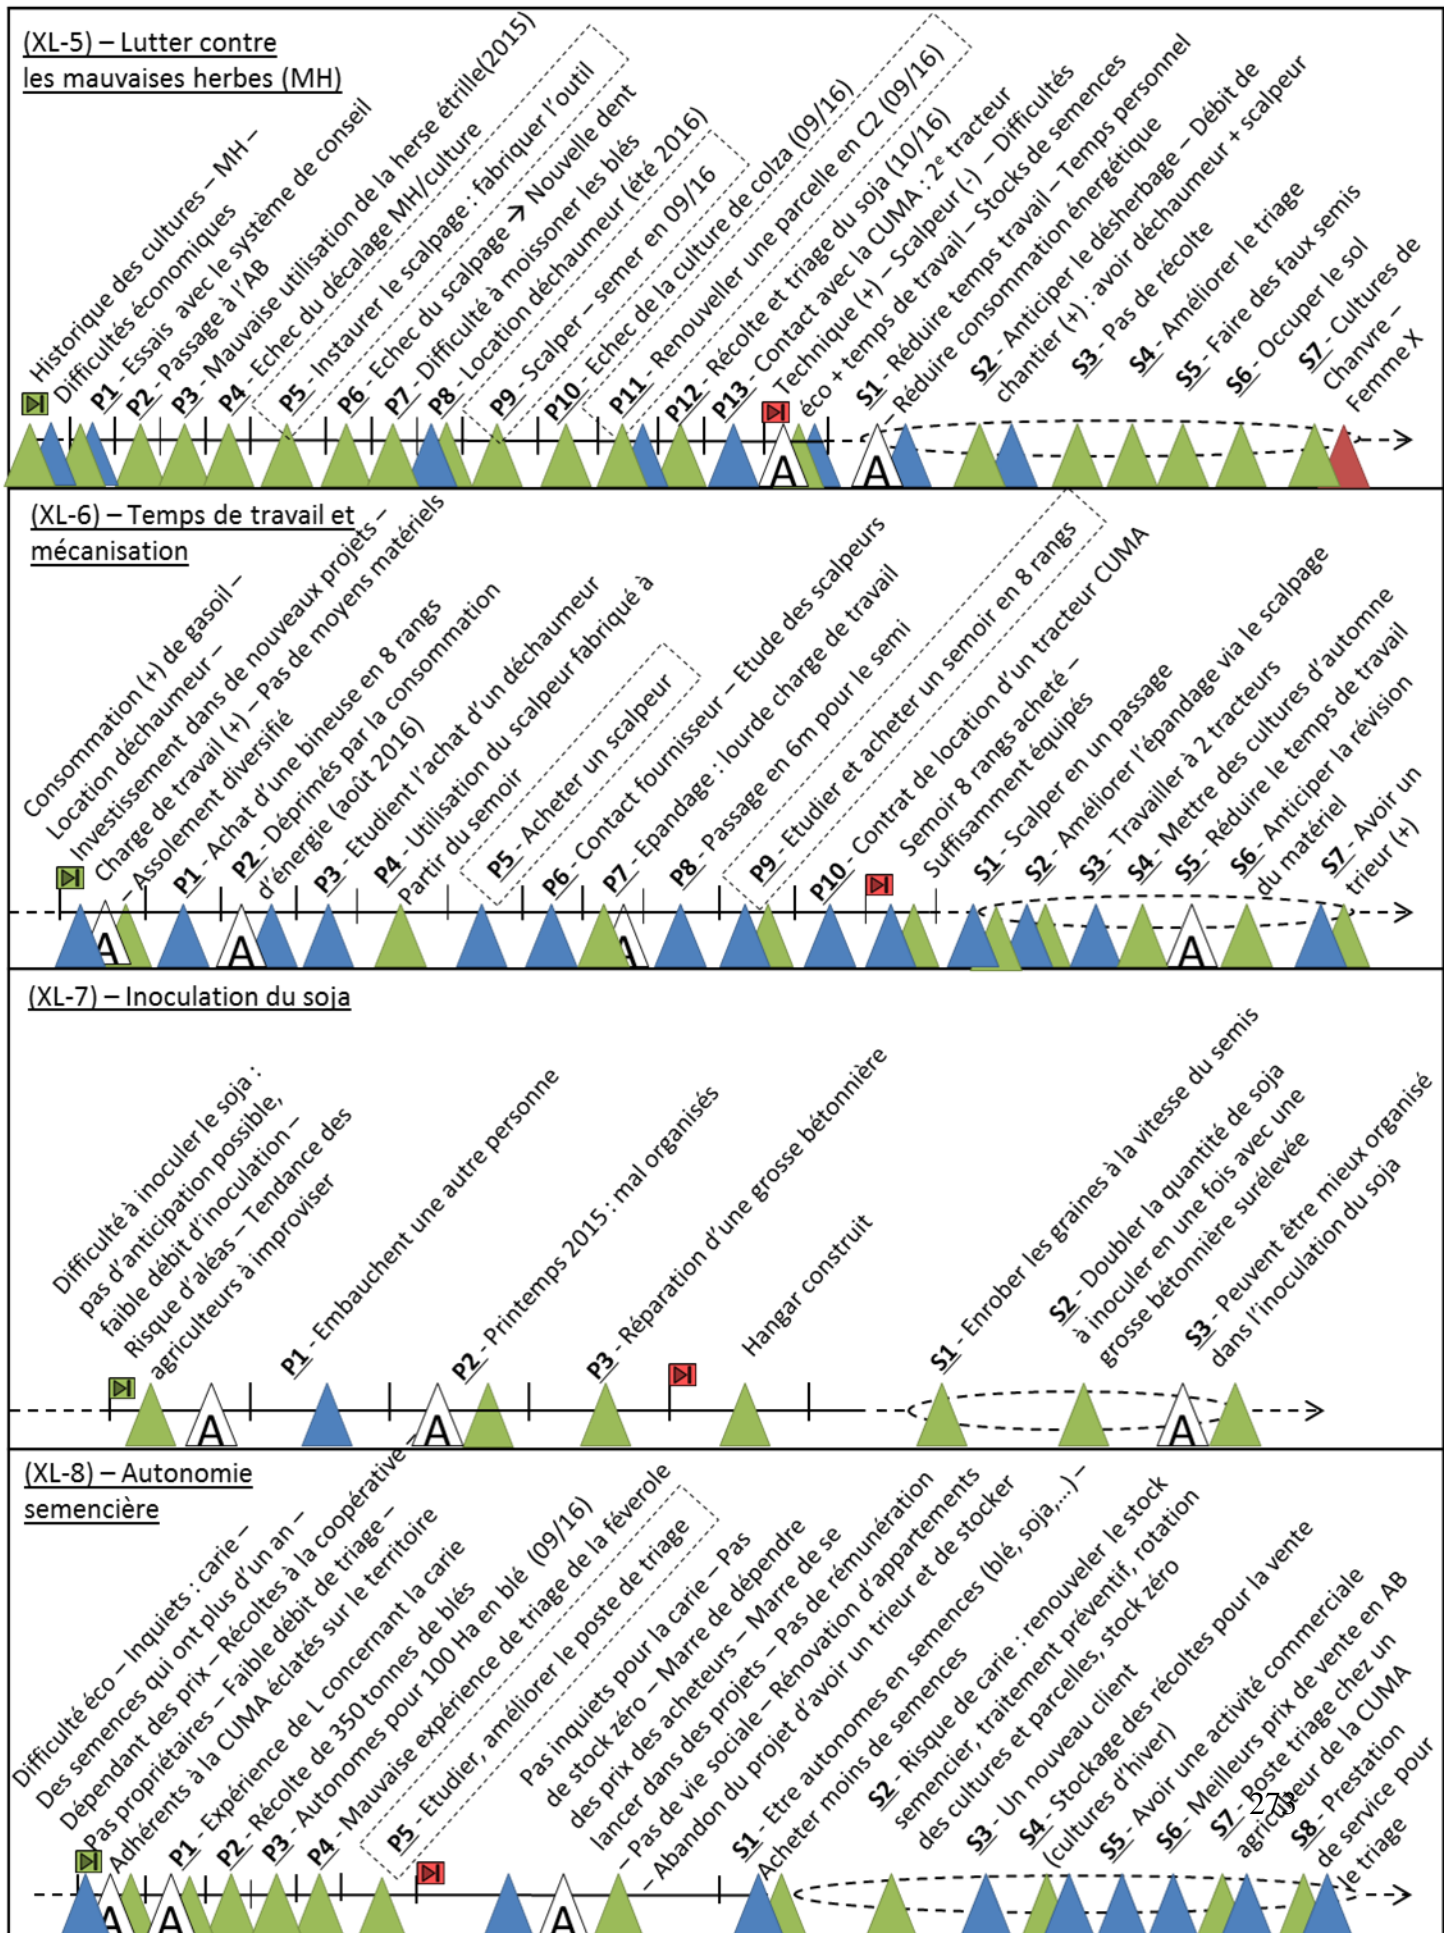 (XL-5) – Lutter contre
les mauvaises herbes (MH)
Historique des cultures – MH –
Difficultés économiques
P1 - Essais avec le système de conseil
P2 - Passage à l'AB
P3 - Mauvaise utilisation de la herse étrille(2015)
P4 - Echec du décalage MH/culture
P5 - Instaurer le scalpage : fabriquer l'outil
P6 - Echec du scalpage → Nouvelle dent
P7 - Difficulté à moissoner les blés
P8 - Location déchaumeur (été 2016)
P9 - Scalper – semer en 09/16
P10 - Echec de la culture de colza (09/16)
P11 - Renouveller une parcelle en C2 (09/16)
P12 - Récolte et triage du soja (10/16)
P13 - Contact avec la CUMA : 2e tracteur
Technique (+) – Scalpeur (-) – Difficultés
éco + temps de travail – Stocks de semences
S1 - Réduire temps travail – Temps personnel
– Réduire consommation énergétique
S2 - Anticiper le désherbage – Débit de
chantier (+) : avoir déchaumeur + scalpeur
S3 - Pas de récolte
S4 - Améliorer le triage
S5 - Faire des faux semis
S6 - Occuper le sol
S7 - Cultures de
Chanvre –
Femme X
A
A
(XL-6) – Temps de travail et
mécanisation
Consommation (+) de gasoil –
Location déchaumeur –
Investissement dans de nouveaux projets –
Charge de travail (+) – Pas de moyens matériels
– Assolement diversifié
P1 - Achat d'une bineuse en 8 rangs
P2 - Déprimés par la consommation
d'énergie (août 2016)
P3 - Etudient l'achat d'un déchaumeur
P4 - Utilisation du scalpeur fabriqué à
Partir du semoir
P5 - Acheter un scalpeur
P6 - Contact fournisseur – Etude des scalpeurs
P7 - Epandage : lourde charge de travail
P8 - Passage en 6m pour le semi
P9 - Etudier et acheter un semoir en 8 rangs
P10 - Contrat de location d'un tracteur CUMA
Semoir 8 rangs acheté –
Suffisamment équipés
S1 - Scalper en un passage
S2 - Améliorer l'épandage via le scalpage
S3 - Travailler à 2 tracteurs
S4 - Mettre des cultures d'automne
S5 - Réduire le temps de travail
S6 - Anticiper la révision
du matériel
S7 - Avoir un
trieur (+)
A
A
A
A
(XL-7) – Inoculation du soja
Difficulté à inoculer le soja :
pas d'anticipation possible,
faible débit d'inoculation –
Risque d'aléas – Tendance des
agriculteurs à improviser
P1 - Embauchent une autre personne
P2 - Printemps 2015 : mal organisés
P3 - Réparation d'une grosse bétonnière
Hangar construit
S1 - Enrober les graines à la vitesse du semis
S2 - Doubler la quantité de soja
à inoculer en une fois avec une
grosse bétonnière surélevée
S3 - Peuvent être mieux organisé
dans l'inoculation du soja
A
A
A
(XL-8) – Autonomie
semencière
Difficulté éco – Inquiets : carie –
Des semences qui ont plus d'un an –
Dépendant des prix – Récoltes à la coopérative –
Pas propriétaires – Faible débit de triage –
Adhérents à la CUMA éclatés sur le territoire
P1 - Expérience de L concernant la carie
P2 - Récolte de 350 tonnes de blés
P3 - Autonomes pour 100 Ha en blé (09/16)
P4 - Mauvaise expérience de triage de la féverole
P5 - Etudier, améliorer le poste de triage
Pas inquiets pour la carie – Pas
de stock zéro – Marre de dépendre
des prix des acheteurs – Marre de se
lancer dans des projets – Pas de rémunération
– Pas de vie sociale – Rénovation d'appartements
– Abandon du projet d'avoir un trieur et de stocker
S1 - Etre autonomes en semences (blé, soja,...) –
Acheter moins de semences
S2 - Risque de carie : renouveler le stock
semencier, traitement préventif, rotation
des cultures et parcelles, stock zéro
S3 - Un nouveau client
S4 - Stockage des récoltes pour la vente
(cultures d'hiver)
S5 - Avoir une activité commerciale
S6 - Meilleurs prix de vente en AB
S7 - Poste triage chez un
agriculteur de la CUMA
S8 - Prestation
de service pour
le triage
A
A
A
273